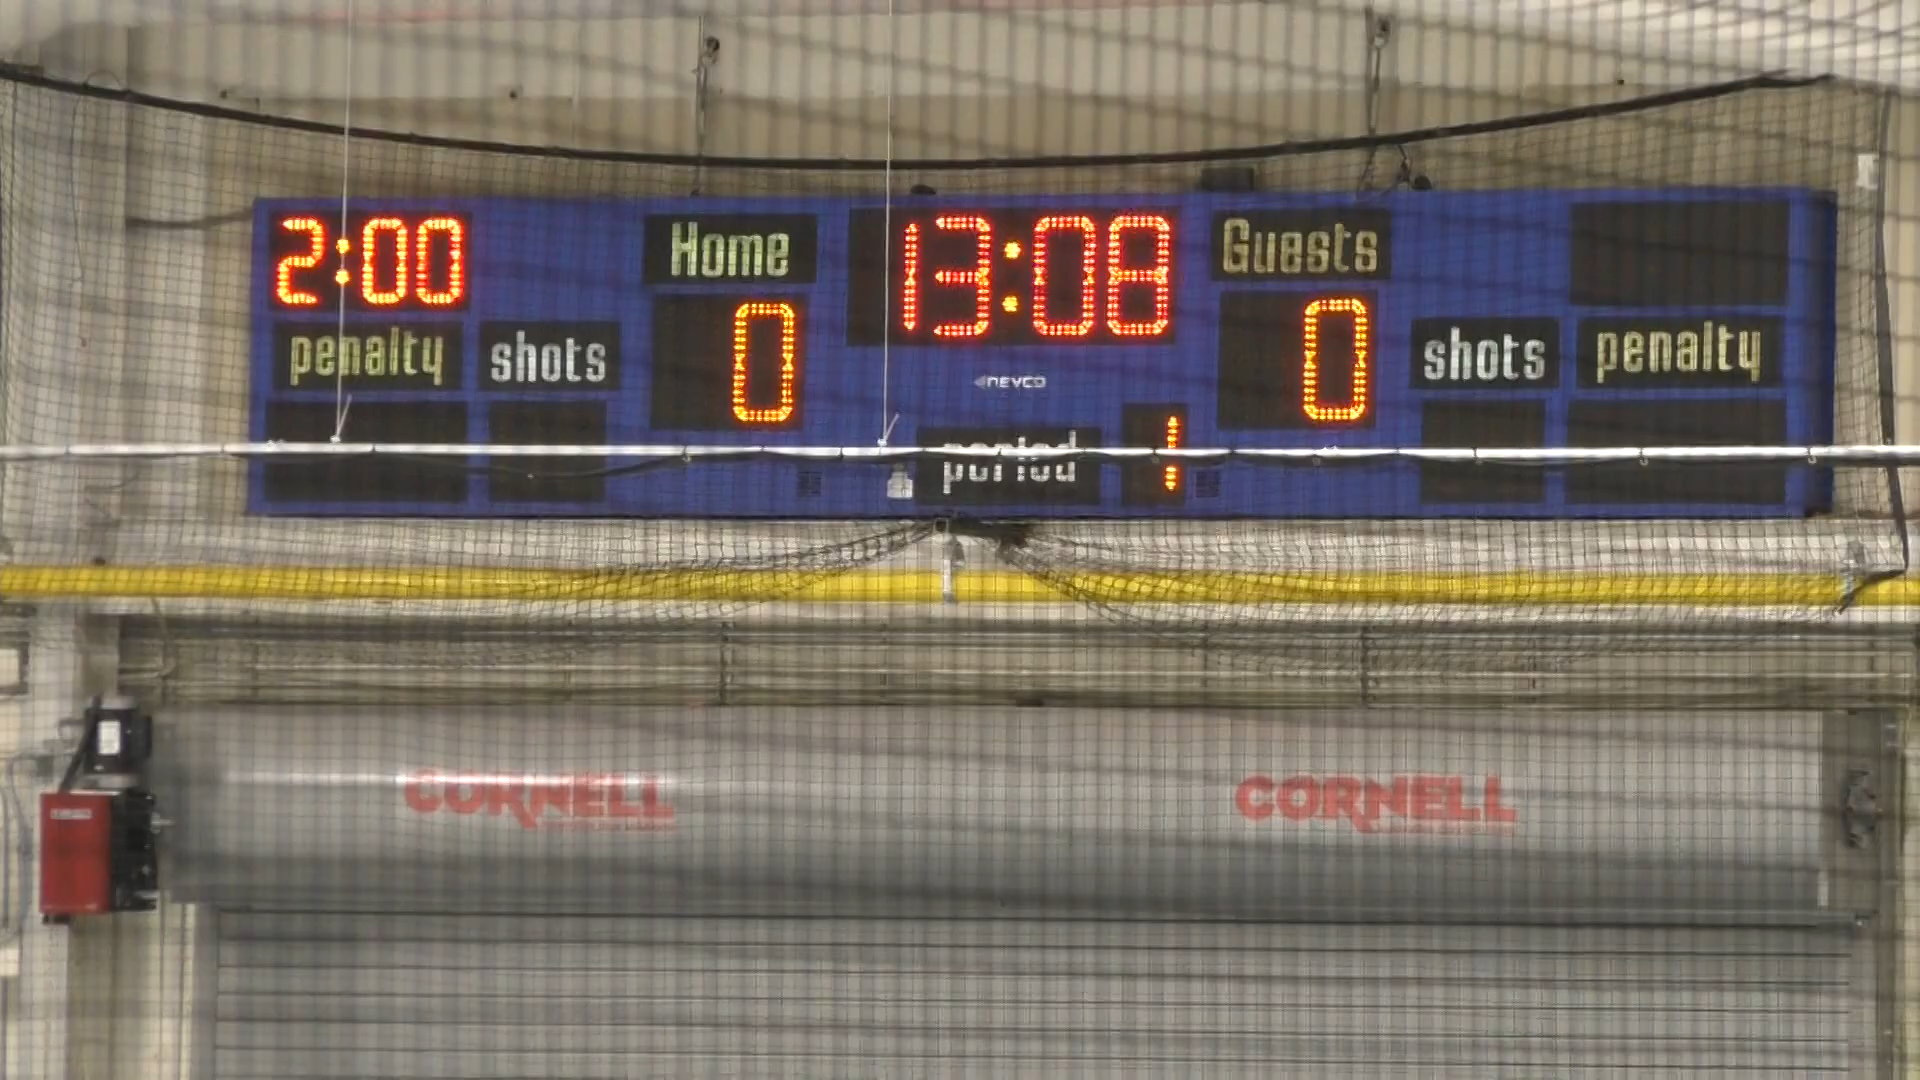 2:00 Home 13:08 Guests
penalty shots 0 0 shots penalty
NEVCO
period 1
CORNELL CORNELL